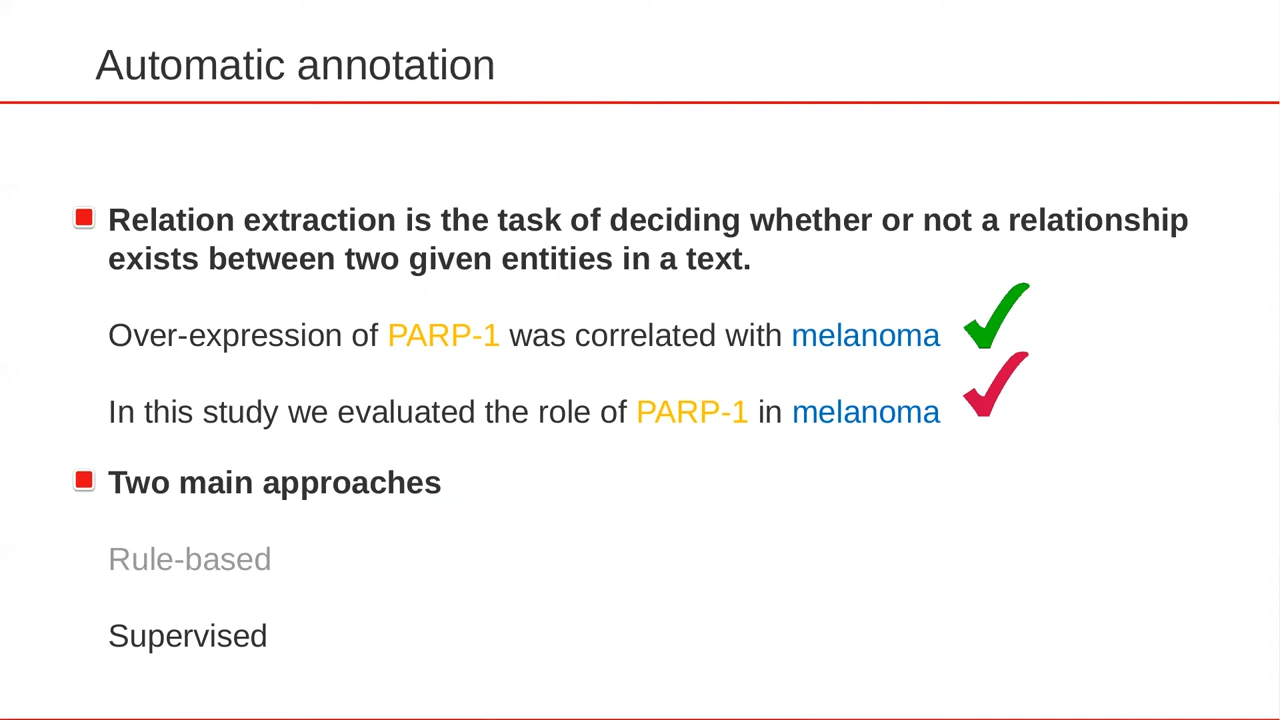 Automatic annotation
Relation extraction is the task of deciding whether or not a relationship
exists between two given entities in a text.
Over-expression of PARP-1 was correlated with melanoma
In this study we evaluated the role of PARP-1 in melanoma
Two main approaches
Rule-based
Supervised